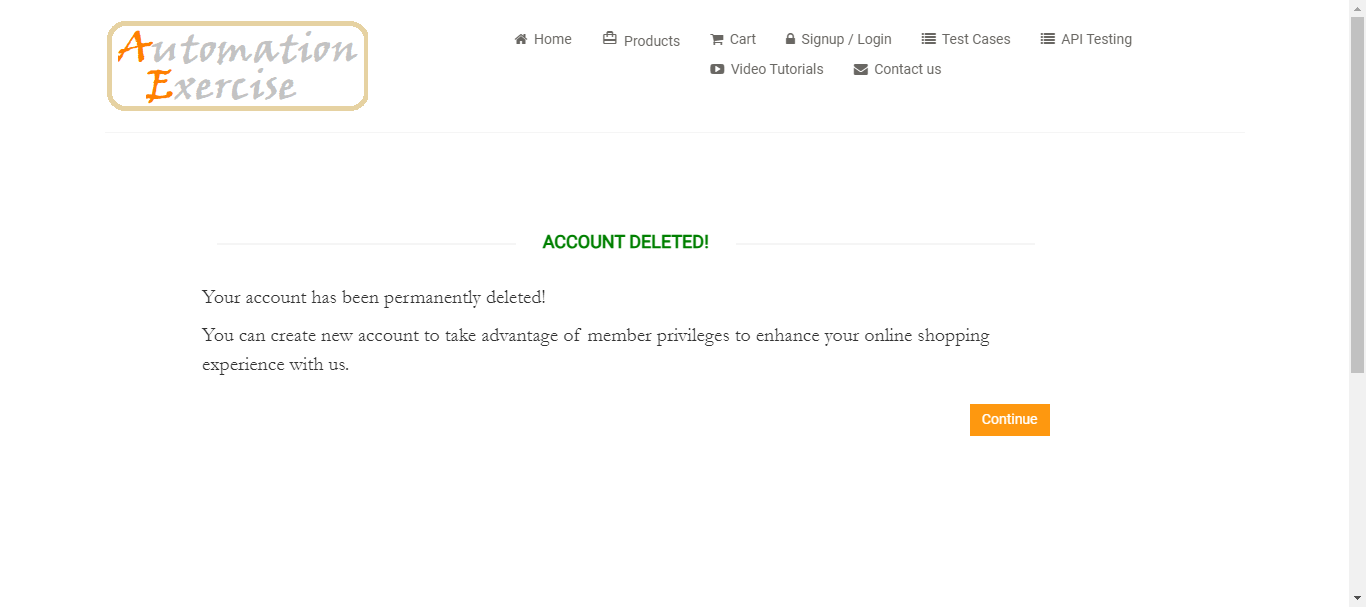 Automation
Exercise
Home Products Cart Signup / Login Test Cases API Testing
Video Tutorials Contact us
ACCOUNT DELETED!
Your account has been permanently deleted!
You can create new account to take advantage of member privileges to enhance your online shopping
experience with us.
Continue